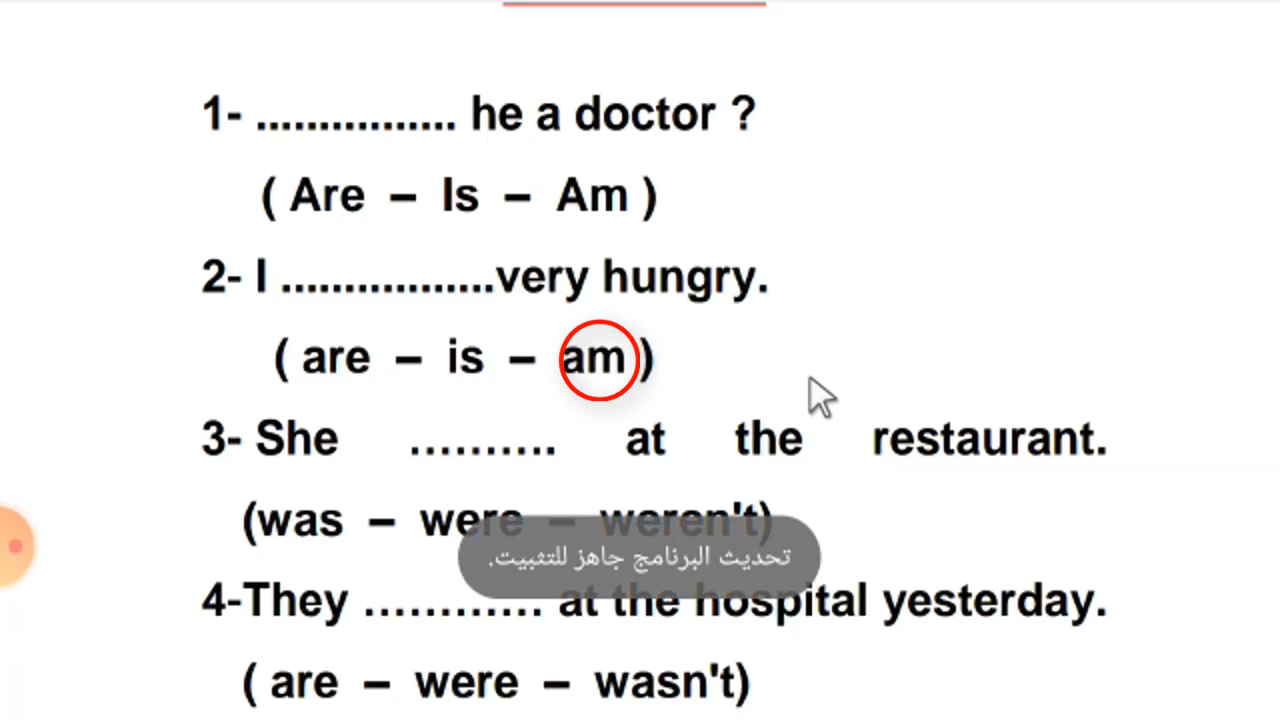 1- ................ he a doctor ?
( Are – Is – Am )
2- I .................very hungry.
( are – is – am )
3- She .......... at the restaurant.
(was – were – weren't)
تحديث البرنامج جاهز للتثبيت.
4-They ............ at the hospital yesterday.
( are – were – wasn't)